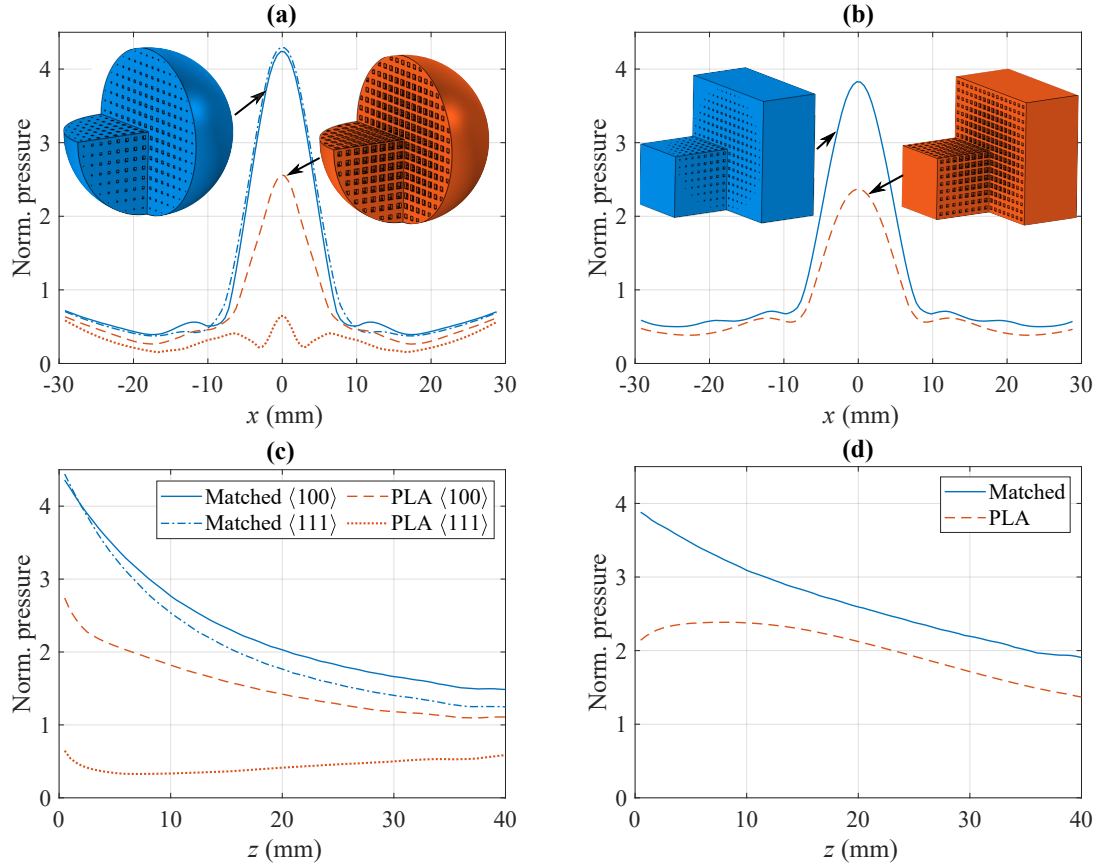 (a)
Norm. pressure
4
3
2
1
0
-30 -20 -10 0 10 20 30
x (mm)
(b)
Norm. pressure
4
3
2
1
0
-30 -20 -10 0 10 20 30
x (mm)
(c)
Norm. pressure
4
3
2
1
0
Matched ⟨100⟩ PLA ⟨100⟩
Matched ⟨111⟩ PLA ⟨111⟩
0 10 20 30 40
z (mm)
(d)
Norm. pressure
4
3
2
1
0
Matched
PLA
0 10 20 30 40
z (mm)